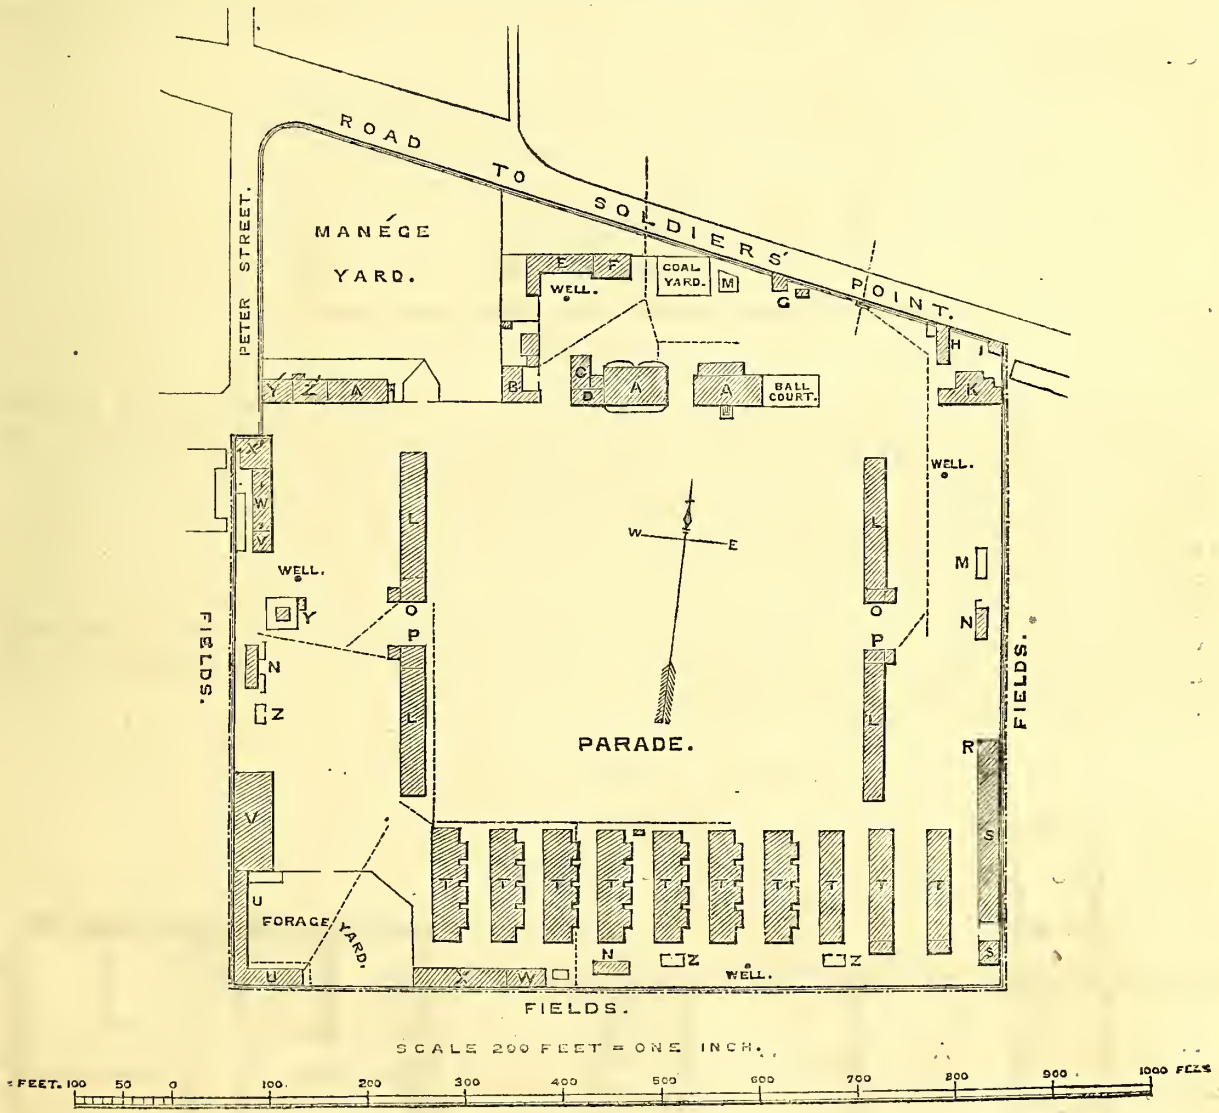 ROAD TO SOLDIERS' POINT.
PETER STREET.
MANÉGE
YARD.
E
F
COAL
YARD.
M
WELL.
G
H
J
Y
Z
A
B
C
D
A
A
BALL
COURT.
K
X
W
V
L
L
WELL.
W
E
WELL.
M
Y
O
O
N
P
P
FIELDS.
N
Z
L
L
FIELDS.
PARADE.
R
V
S
T
T
T
T
T
T
T
T
T
T
U
FORAGE
YARD.
N
Z
Z
S
U
X
W
WELL.
FIELDS.
SCALE 200 FEET = ONE INCH.
FEET. 100 50 0 100 200 300 400 500 600 700 800 900 1000 FEET